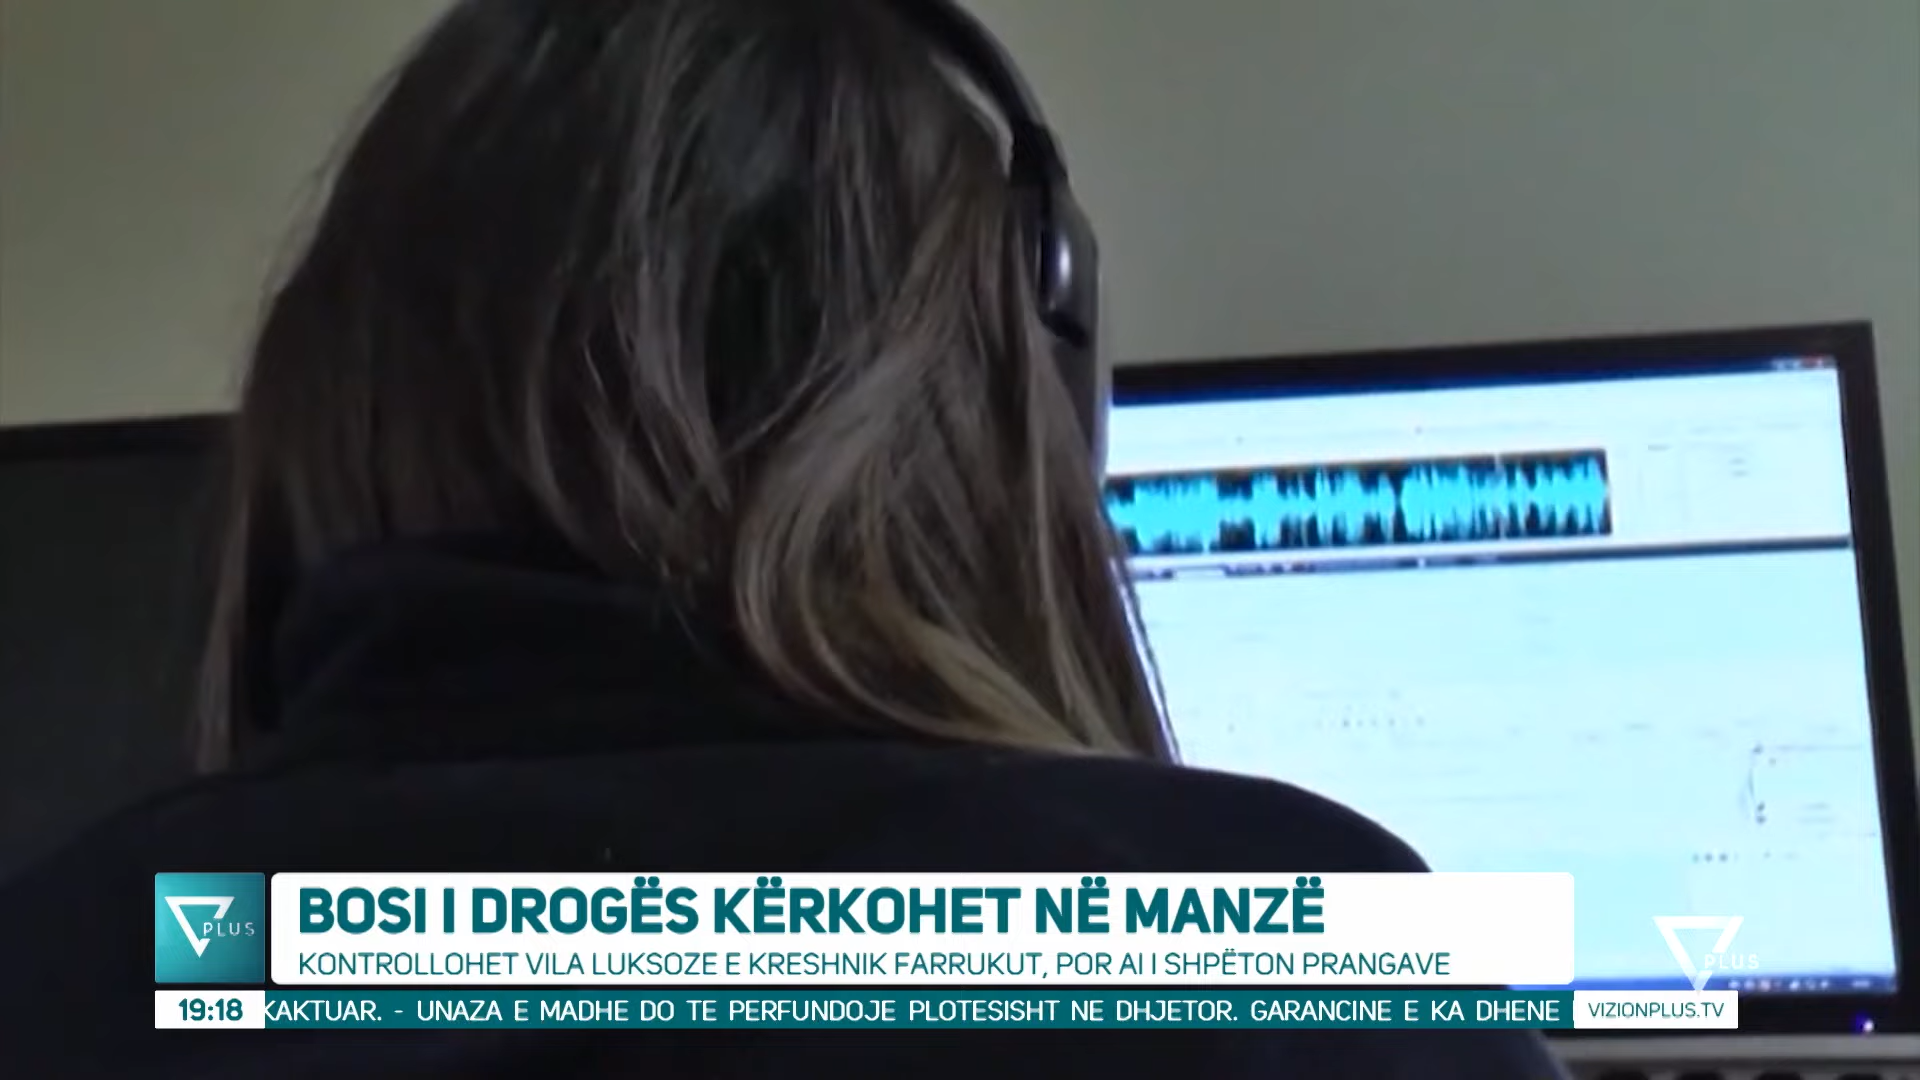 BOSI I DROGËS KËRKOHET NË MANZË
PLUS
KONTROLLOHET VILA LUKSOZE E KRESHNIK FARRUKUT, POR AI I SHPËTON PRANGAVE
PLUS
19:18 KAKTUAR. - UNAZA E MADHE DO TE PERFUNDOJE PLOTESISHT NE DHJETOR. GARANCINE E KA DHENE VIZIONPLUS.TV